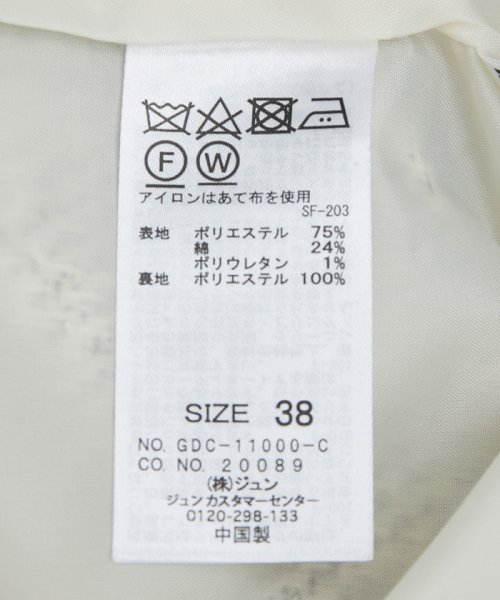 F W
アイロンはあて布を使用
SF-203
表地 ポリエステル 75%
綿 24%
ポリウレタン 1%
裏地 ポリエステル 100%
SIZE 38
NO. GDC-11000-C
CO. NO. 20089
(株)ジュン
ジュンカスタマーセンター
0120-298-133
中国製